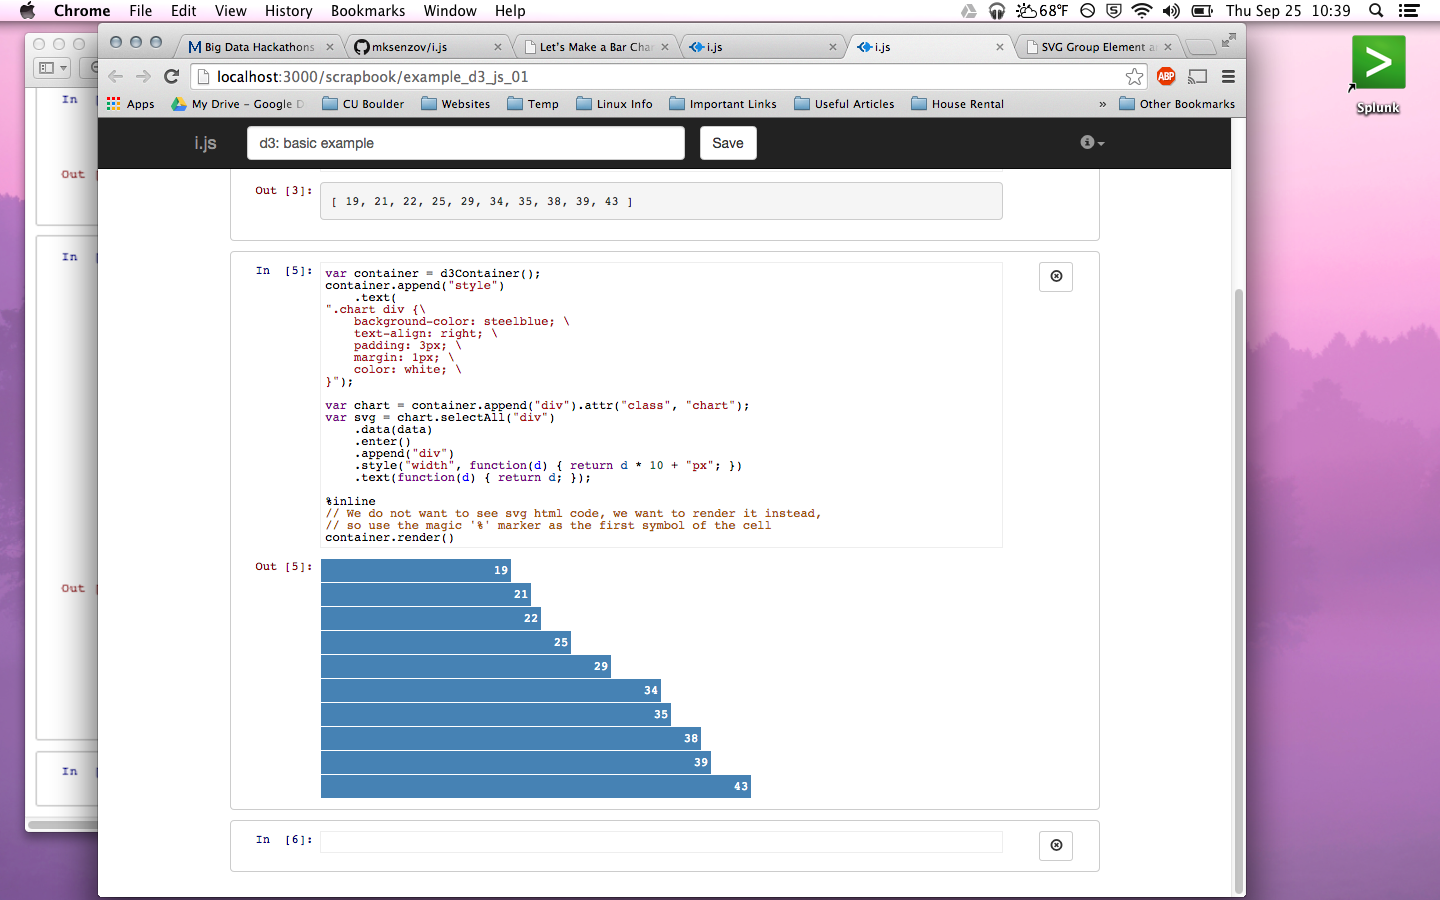 Chrome File Edit View History Bookmarks Window Help 68°F Thu Sep 25 10:39
Big Data Hackathons
mksenzov/i.js
Let's Make a Bar Cha
i.js
i.js
SVG Group Element a
localhost:3000/scrapbook/example_d3_js_01
ABP
Apps My Drive - Google D CU Boulder Websites Temp Linux Info Important Links Useful Articles House Rental » Other Bookmarks
Splunk
i.js d3: basic example Save
In [
Out [
In [
Out [
In [
Out [3]: [ 19, 21, 22, 25, 29, 34, 35, 38, 39, 43 ]
In [5]: var container = d3Container();
container.append("style")
.text(
".chart div {\
background-color: steelblue; \
text-align: right; \
padding: 3px; \
margin: 1px; \
color: white; \
}");
var chart = container.append("div").attr("class", "chart");
var svg = chart.selectAll("div")
.data(data)
.enter()
.append("div")
.style("width", function(d) { return d * 10 + "px"; })
.text(function(d) { return d; });
%inline
// We do not want to see svg html code, we want to render it instead,
// so use the magic '%' marker as the first symbol of the cell
container.render()
Out [5]: 19
21
22
25
29
34
35
38
39
43
In [6]: